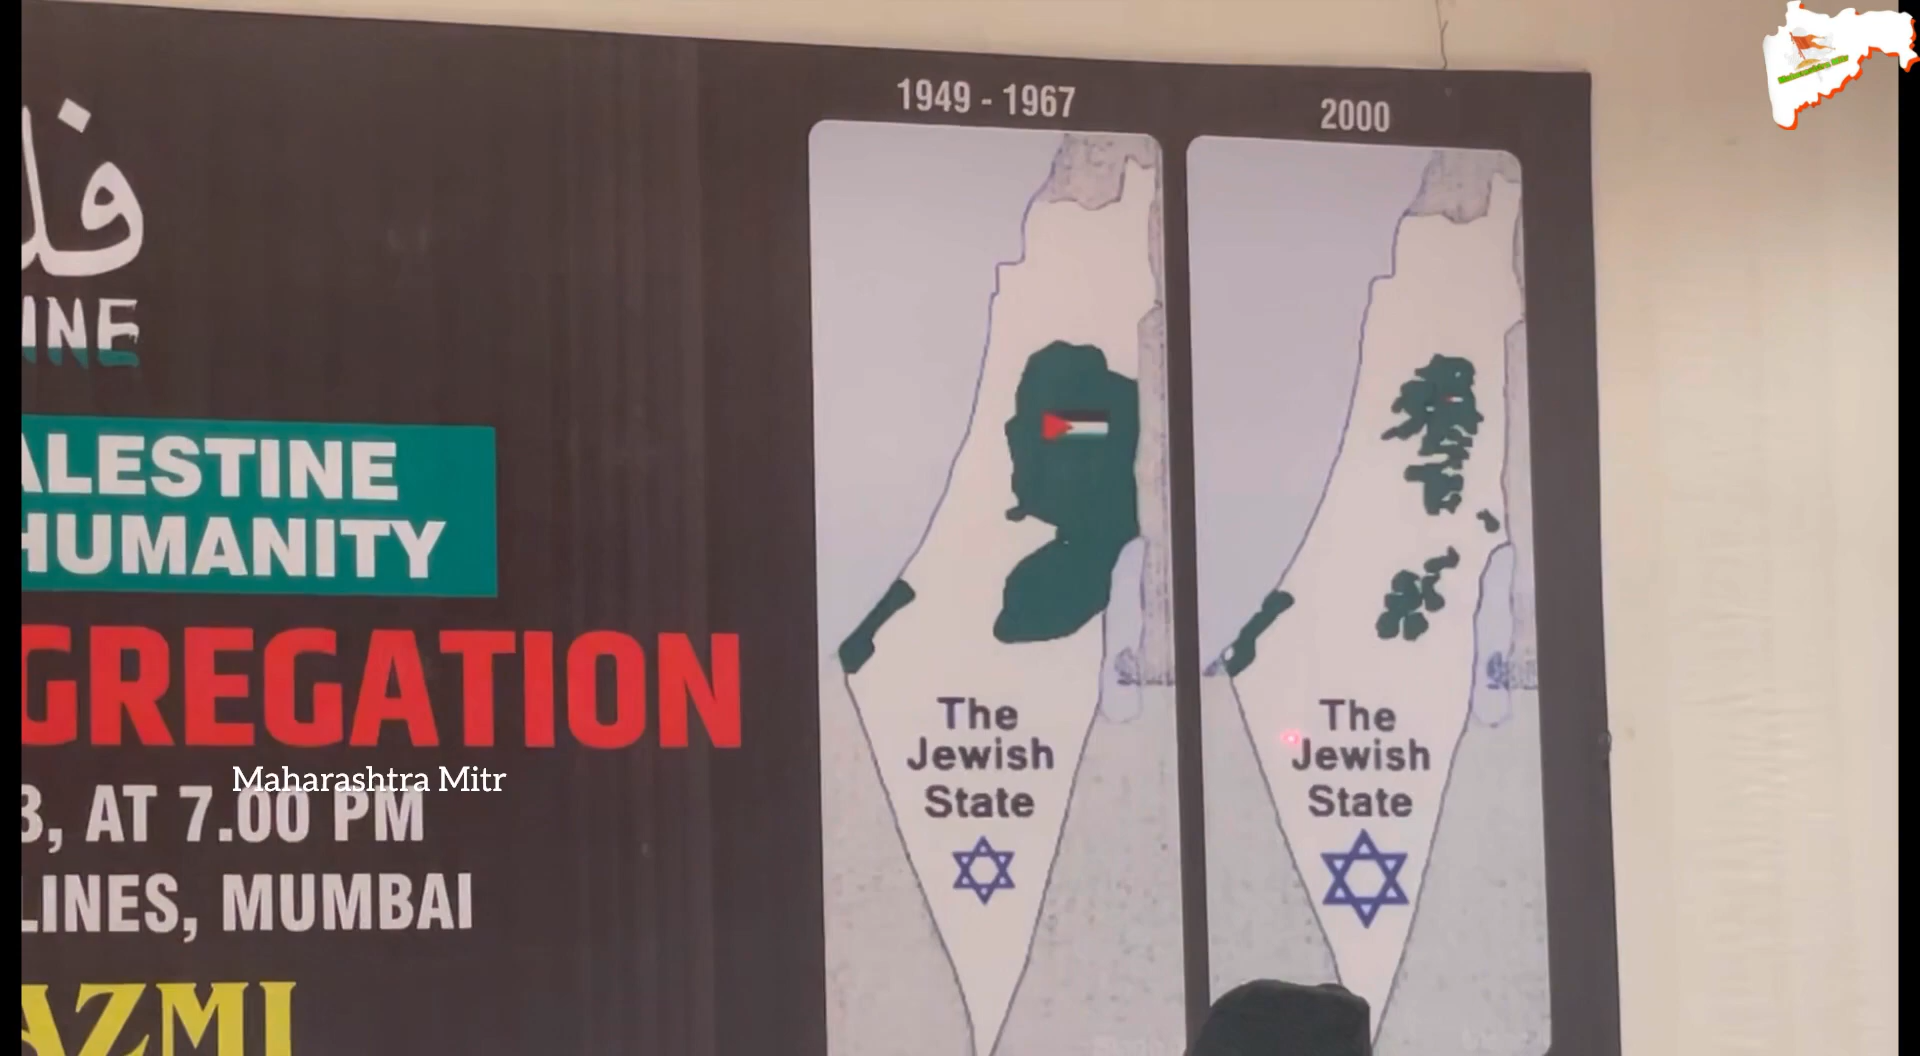 فل
INE
ALESTINE
HUMANITY
GREGATION
Maharashtra Mitr
3, AT 7.00 PM
LINES, MUMBAI
AZMI
1949 - 1967
The
Jewish
State
2000
The
Jewish
State